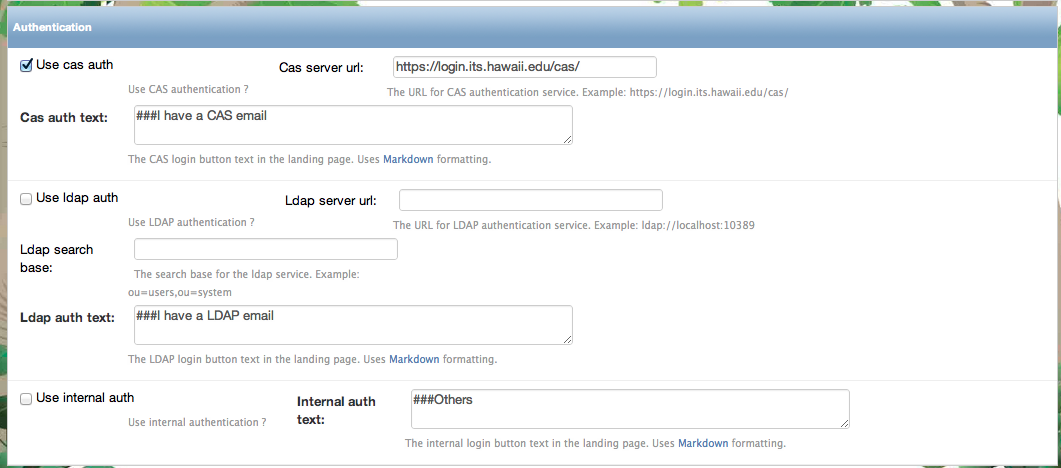 Authentication
Use cas auth
Cas server url:
https://login.its.hawaii.edu/cas/
Use CAS authentication ?
The URL for CAS authentication service. Example: https://login.its.hawaii.edu/cas/
Cas auth text:
###I have a CAS email
The CAS login button text in the landing page. Uses Markdown formatting.
Use ldap auth
Ldap server url:
Use LDAP authentication ?
The URL for LDAP authentication service. Example: ldap://localhost:10389
Ldap search
base:
The search base for the ldap service. Example:
ou=users,ou=system
Ldap auth text:
###I have a LDAP email
The LDAP login button text in the landing page. Uses Markdown formatting.
Use internal auth
Internal auth
text:
###Others
Use internal authentication ?
The internal login button text in the landing page. Uses Markdown formatting.